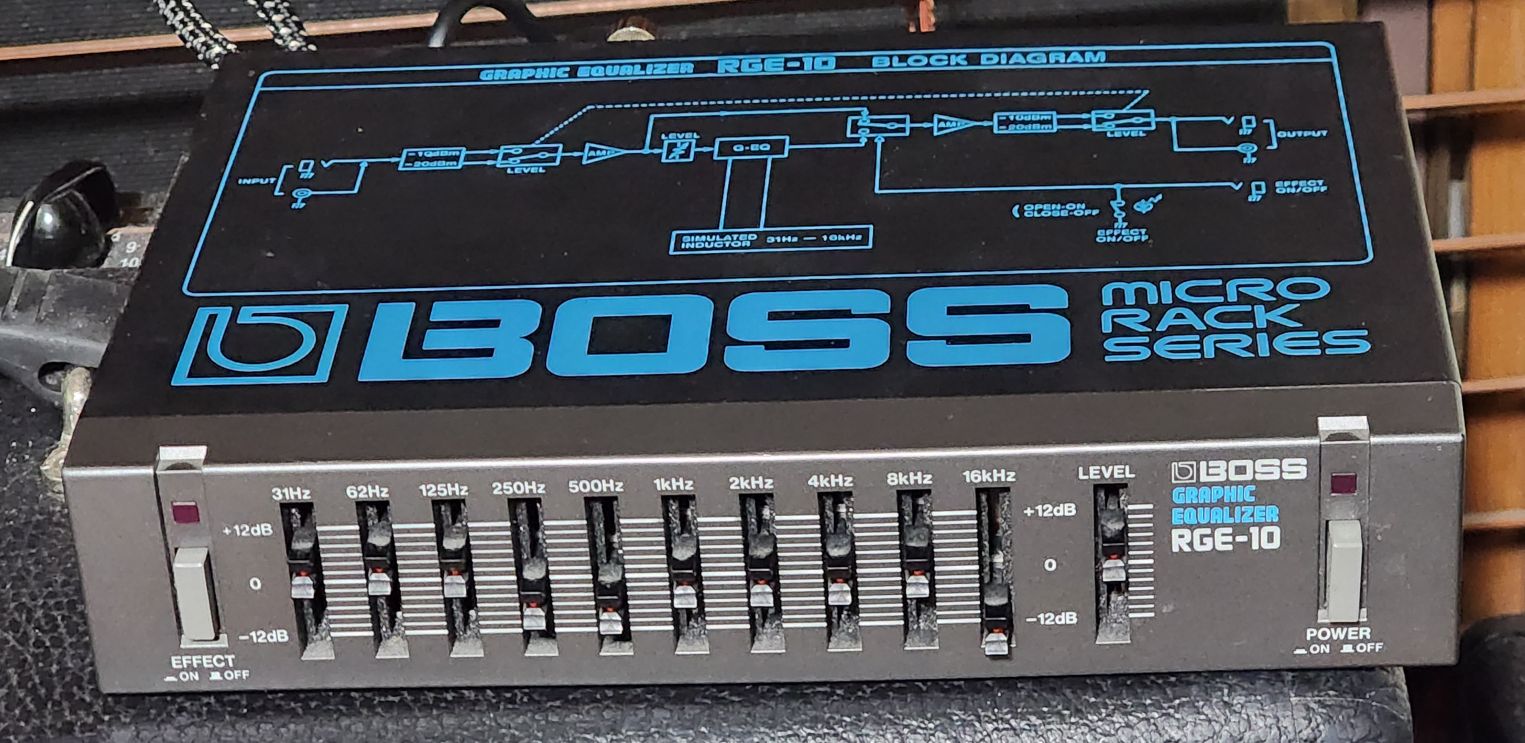 GRAPHIC EQUALIZER RGE-10 BLOCK DIAGRAM
INPUT
-10dBm
-20dBm
LEVEL
AMP
LEVEL
G-EQ
SIMULATED
INDUCTOR 31Hz — 16kHz
AMP
-10dBm
-20dBm
LEVEL
OUTPUT
EFFECT
ON/OFF
(OPEN-ON
CLOSE-OFF
EFFECT
ON/OFF
BOSS
MICRO
RACK
SERIES
9
10
31Hz 62Hz 125Hz 250Hz 500Hz 1kHz 2kHz 4kHz 8kHz 16kHz LEVEL
+12dB
0
-12dB
+12dB
0
-12dB
EFFECT
ON OFF
BOSS
GRAPHIC
EQUALIZER
RGE-10
POWER
ON OFF